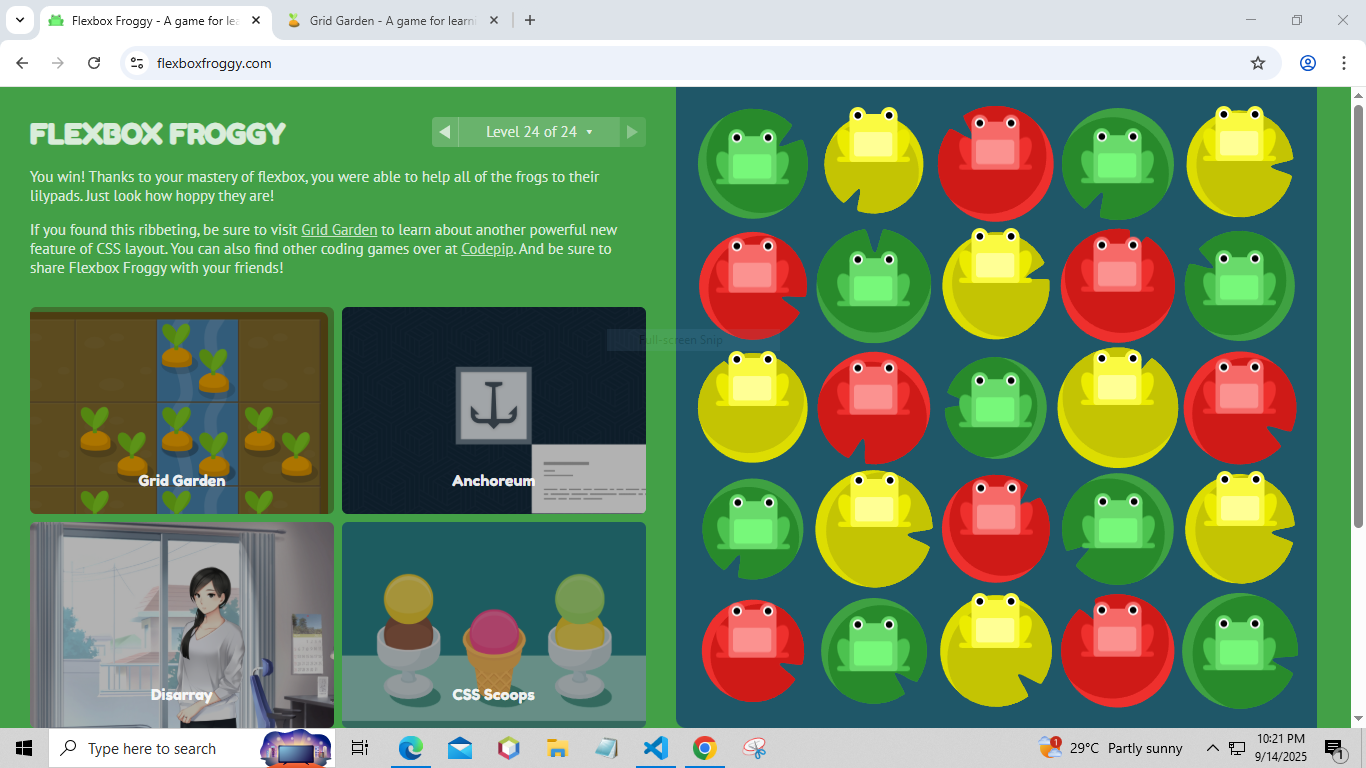 Flexbox Froggy - A game for le
Grid Garden - A game for learn
flexboxfroggy.com
FLEXBOX FROGGY
Level 24 of 24
You win! Thanks to your mastery of flexbox, you were able to help all of the frogs to their
lilypads. Just look how hoppy they are!
If you found this ribbeting, be sure to visit Grid Garden to learn about another powerful new
feature of CSS layout. You can also find other coding games over at Codepip. And be sure to
share Flexbox Froggy with your friends!
Full-screen Snip
Grid Garden
Anchoreum
Disarray
CSS Scoops
Type here to search
1
29°C Partly sunny
10:21 PM
9/14/2025
1